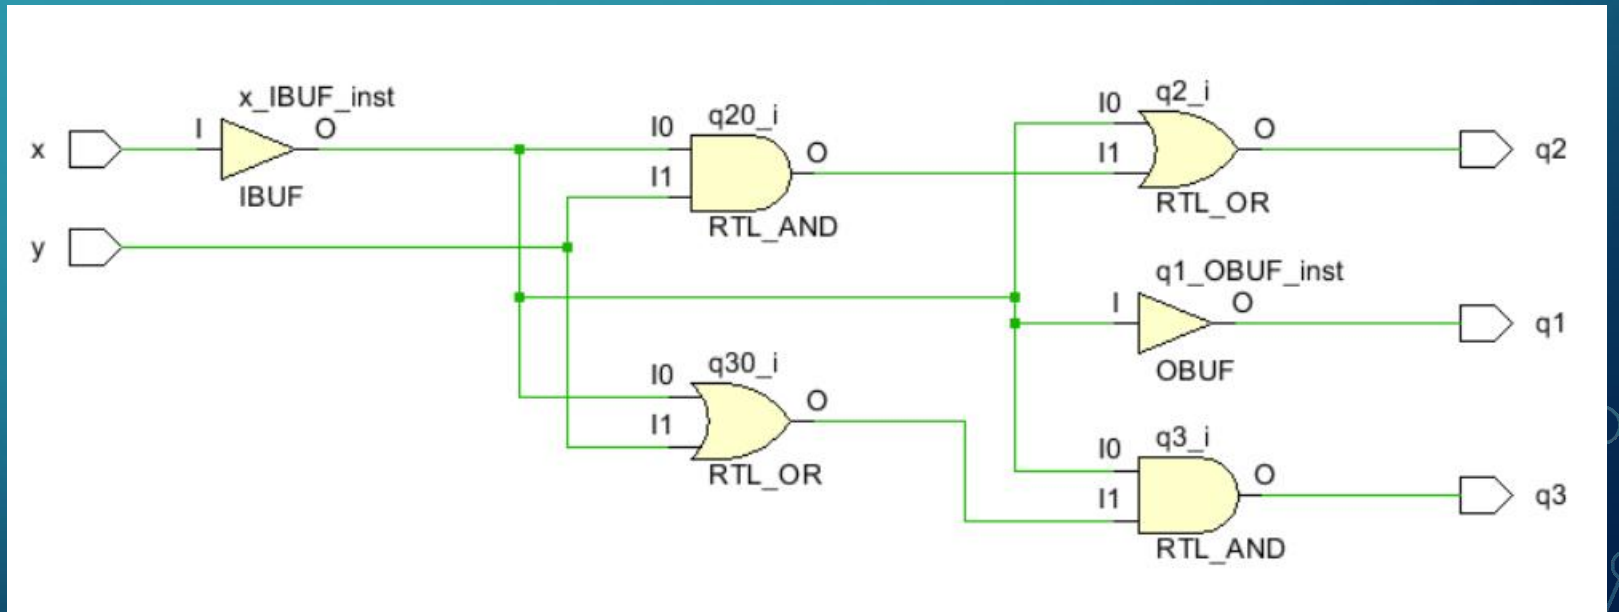 x_IBUF_inst
x
I
O
IBUF
y
q20_i
I0
I1
O
RTL_AND
q30_i
I0
I1
O
RTL_OR
q2_i
I0
I1
O
RTL_OR
q2
q1_OBUF_inst
I
O
OBUF
q1
q3_i
I0
I1
O
RTL_AND
q3